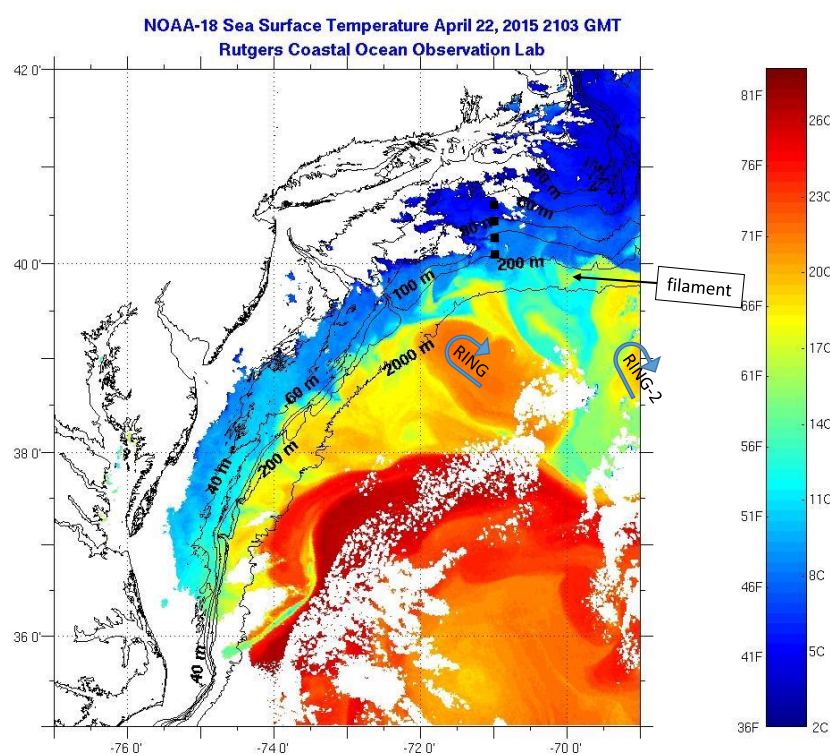 NOAA-18 Sea Surface Temperature April 22, 2015 2103 GMT
Rutgers Coastal Ocean Observation Lab
42 0'
40 0'
38 0'
36 0'
-76 0'
-74 0'
-72 0'
-70 0'
200 m
100 m
2000 m
60 m
200 m
40 m
40 m
filament
RING
RING-2
81F
76F
71F
66F
61F
56F
51F
46F
41F
36F
26C
23C
20C
17C
14C
11C
8C
5C
2C